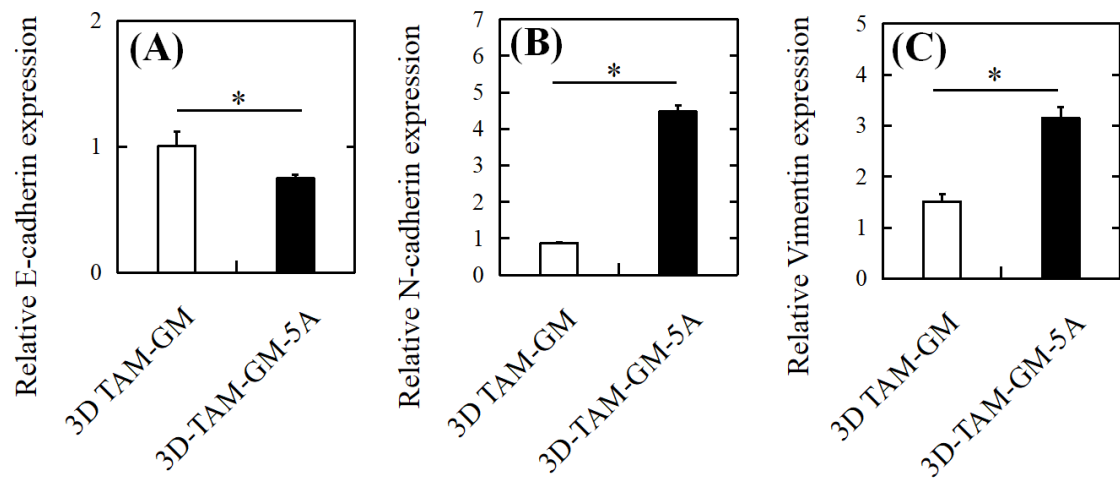 Relative E-cadherin expression
2
1
0
(A)
*
3D TAM-GM
3D-TAM-GM-5A
Relative N-cadherin expression
7
6
5
4
3
2
1
0
(B)
*
3D TAM-GM
3D-TAM-GM-5A
Relative Vimentin expression
5
4
3
2
1
0
(C)
*
3D TAM-GM
3D-TAM-GM-5A